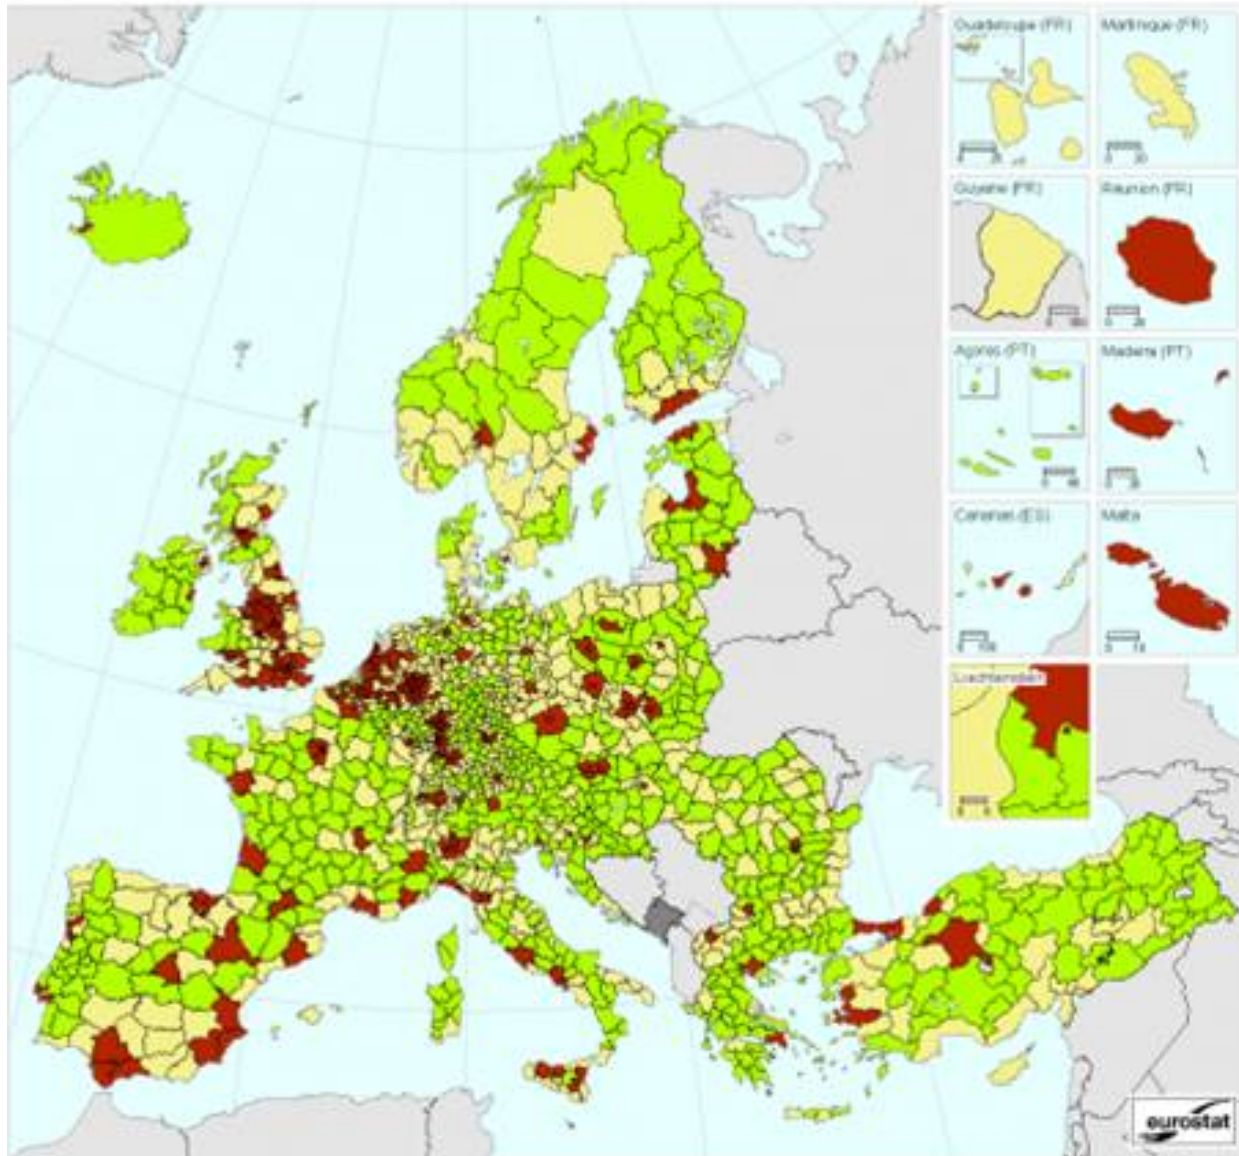 Guadeloupe (FR)
Martinique (FR)
Guyane (FR)
Réunion (FR)
Açores (PT)
Madeira (PT)
Canarias (ES)
Malta
Liechtenstein
eurostat